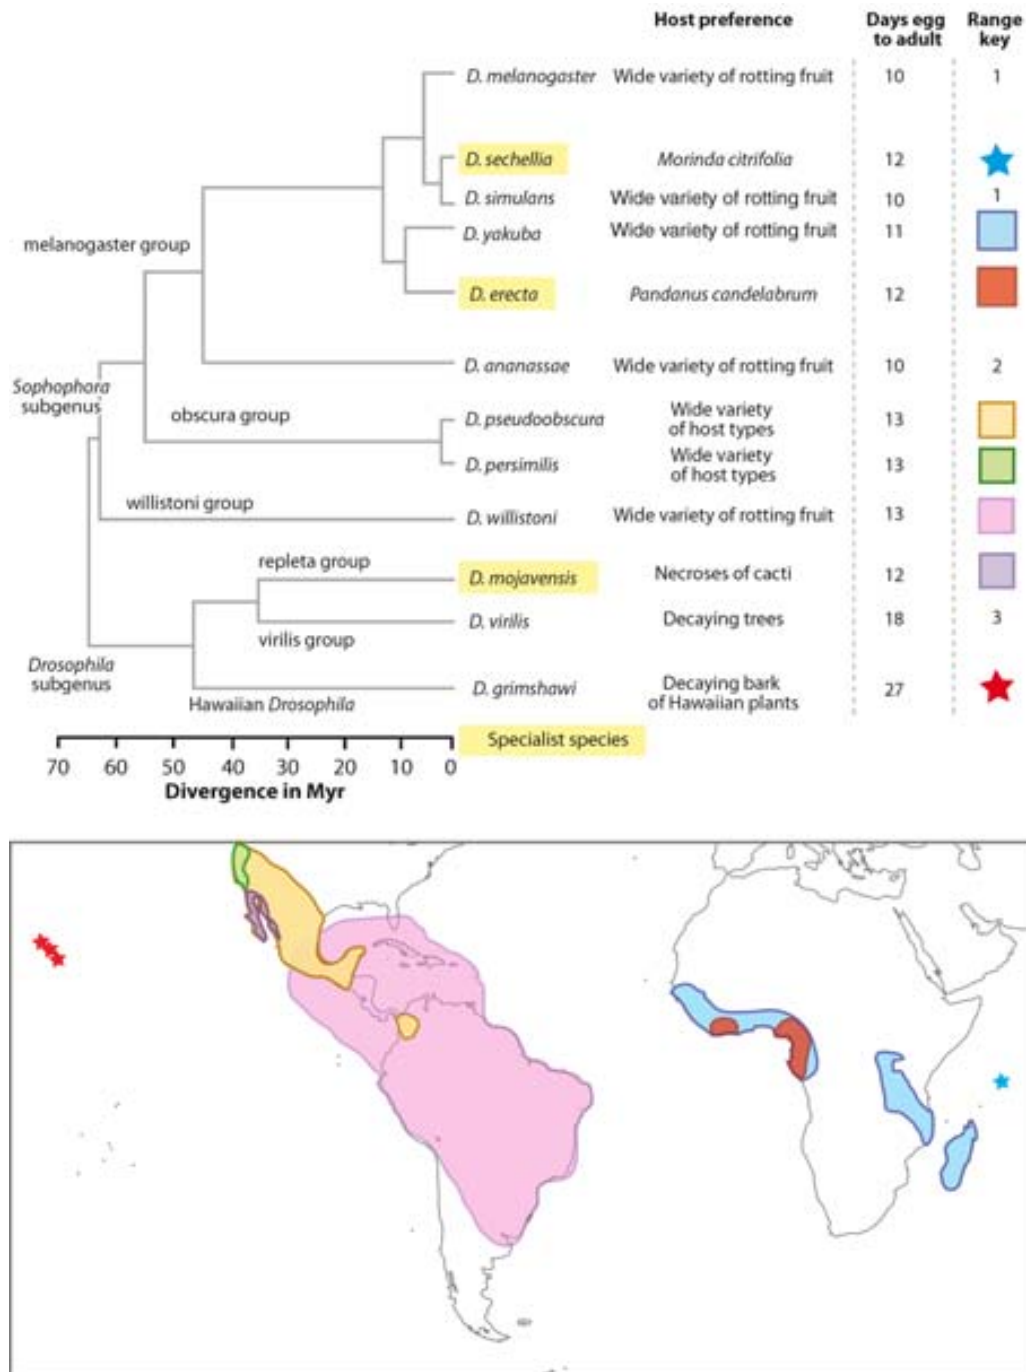 Host preference Days egg Range
to adult key
D. melanogaster Wide variety of rotting fruit 10 1
D. sechellia Morinda citrifolia 12
D. simulans Wide variety of rotting fruit 10 1
D. yakuba Wide variety of rotting fruit 11
melanogaster group
D. erecta Pandanus candelabrum 12
D. ananassae Wide variety of rotting fruit 10 2
Sophophora
subgenus
obscura group
D. pseudoobscura Wide variety
of host types 13
D. persimilis Wide variety
of host types 13
willistoni group
D. willistoni Wide variety of rotting fruit 13
repleta group
D. mojavensis Necroses of cacti 12
D. virilis Decaying trees 18 3
virilis group
Drosophila
subgenus
D. grimshawi Decaying bark
of Hawaiian plants 27
Hawaiian Drosophila
Specialist species
70 60 50 40 30 20 10 0
Divergence in Myr